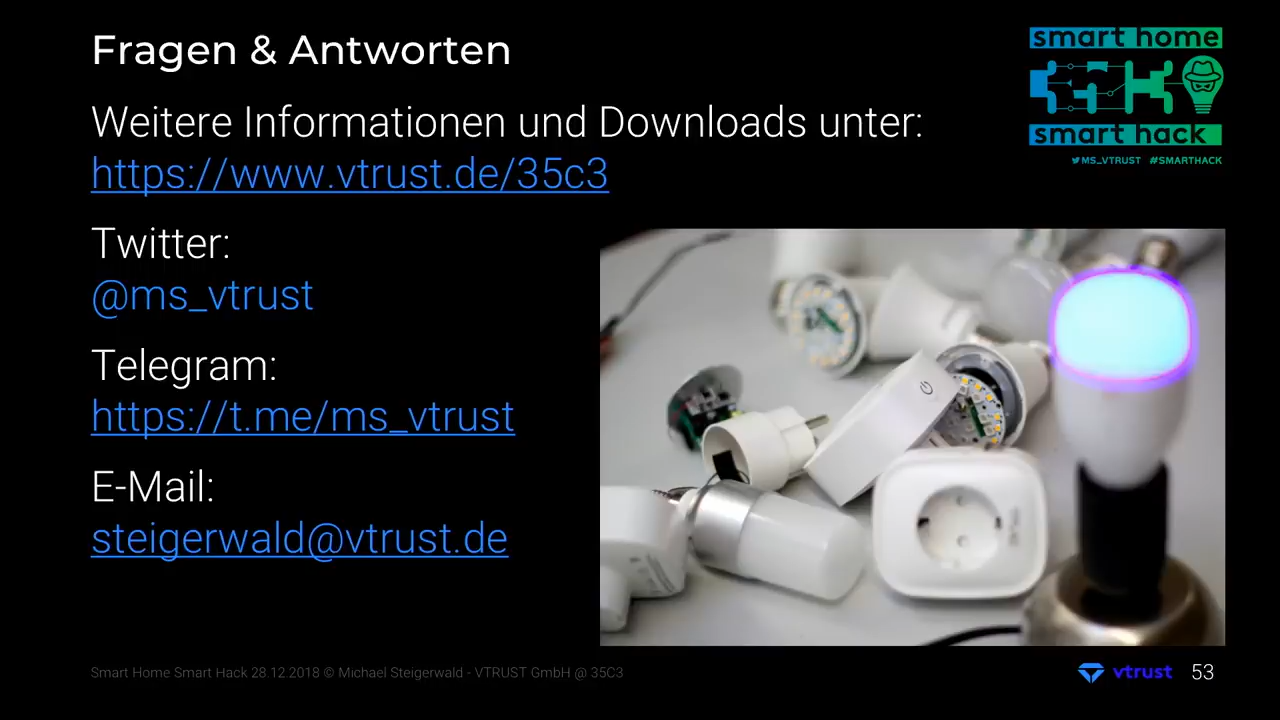 Fragen & Antworten
smart home
35C3
smart hack
MS_VTRUST #SMARTHACK
Weitere Informationen und Downloads unter:
https://www.vtrust.de/35c3
Twitter:
@ms_vtrust
Telegram:
https://t.me/ms_vtrust
E-Mail:
steigerwald@vtrust.de
Smart Home Smart Hack 28.12.2018 © Michael Steigerwald - VTRUST GmbH @ 35C3
vtrust 53